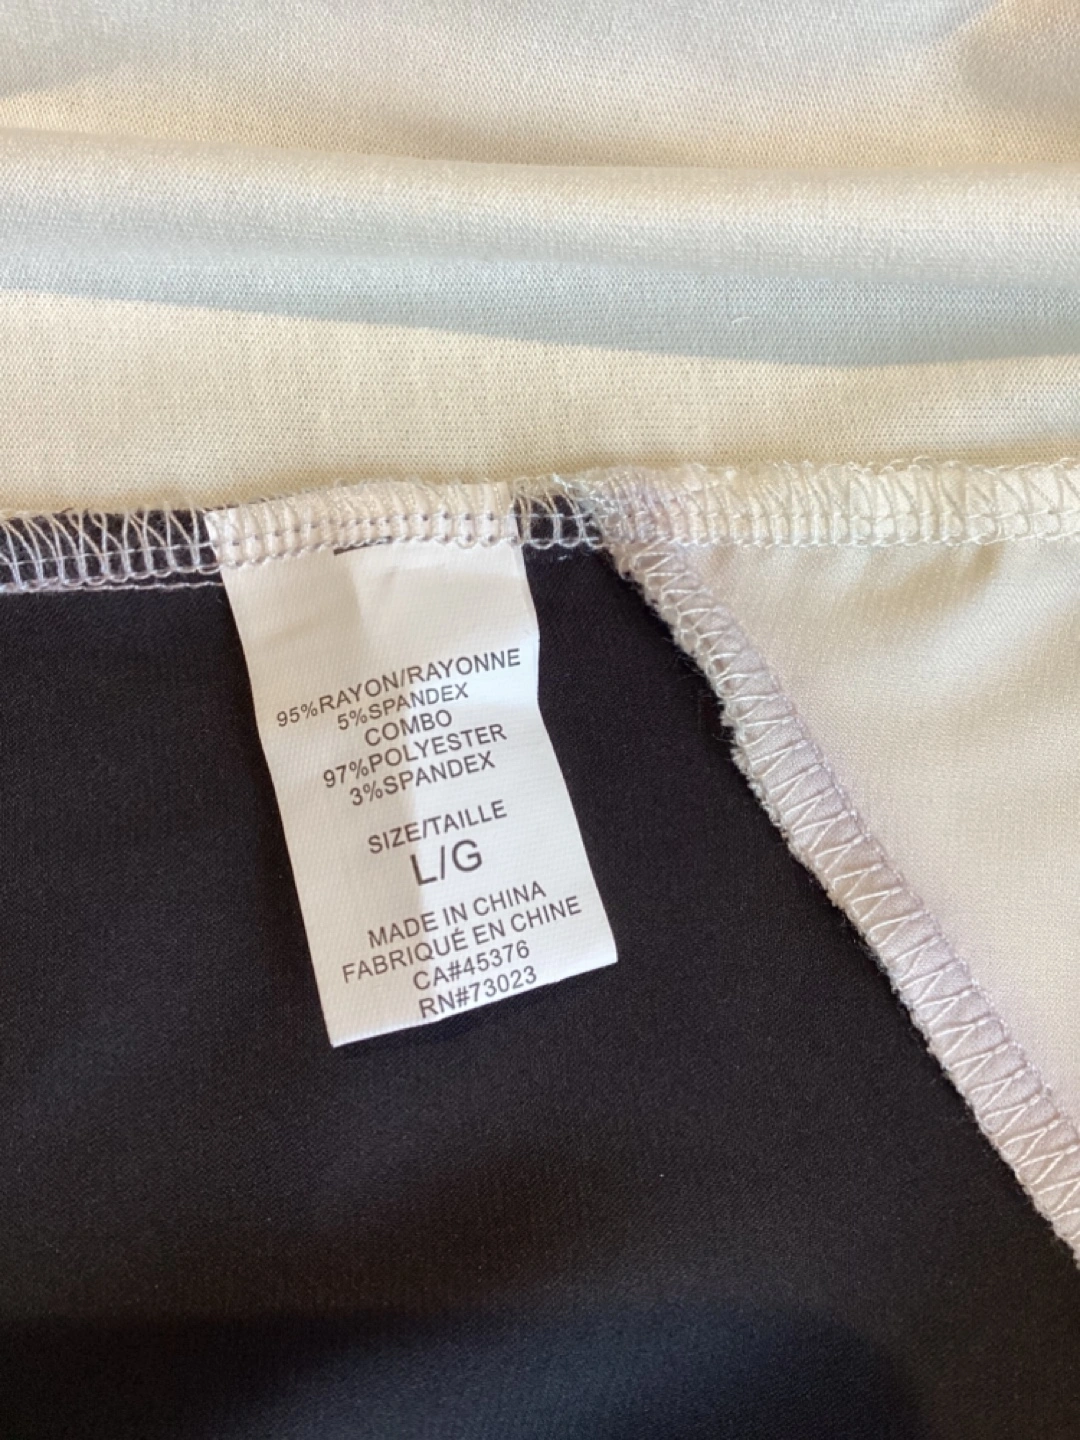 95%RAYON/RAYONNE
5%SPANDEX
COMBO
97%POLYESTER
3%SPANDEX
SIZE/TAILLE
L/G
MADE IN CHINA
FABRIQUÉ EN CHINE
CA#45376
RN#73023